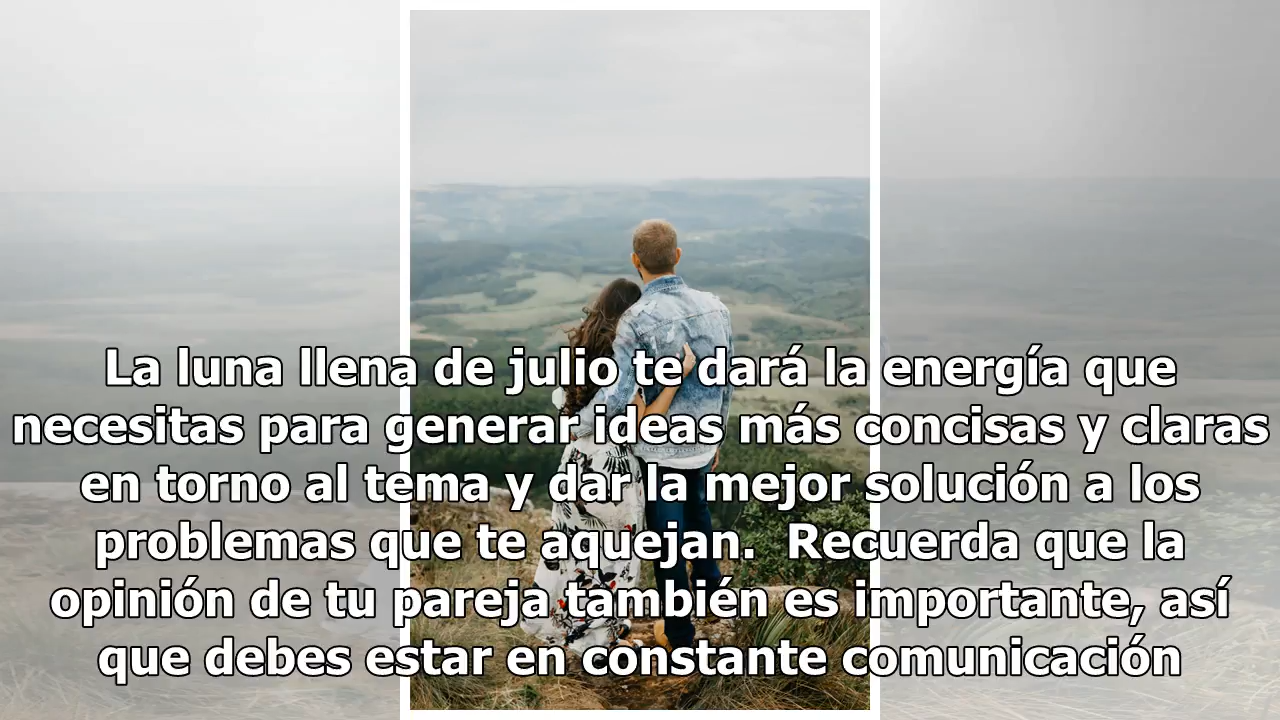 La luna llena de julio te dará la energía que
necesitas para generar ideas más concisas y claras
en torno al tema y dar la mejor solución a los
problemas que te aquejan.  Recuerda que la
opinión de tu pareja también es importante, así
que debes estar en constante comunicación